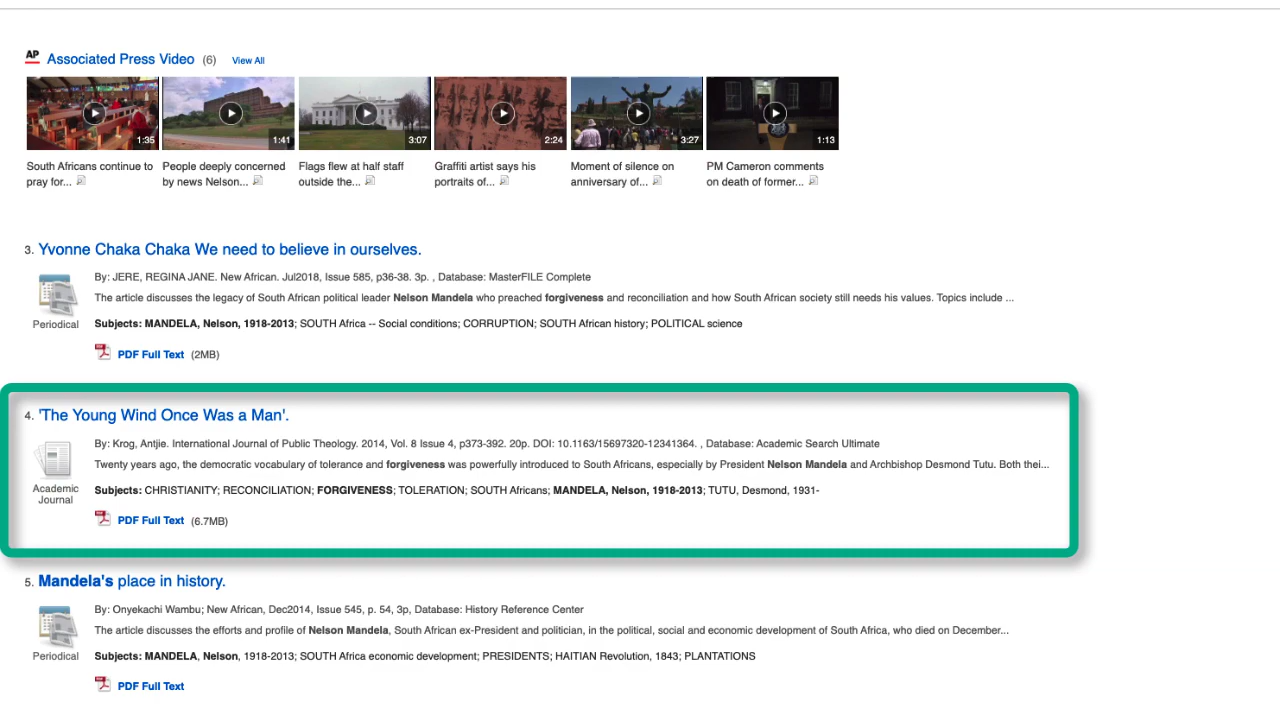 AP Associated Press Video (6) View All
1:35 1:41 3:07 2:24 3:27 1:13
South Africans continue to pray for...
People deeply concerned by news Nelson...
Flags flew at half staff outside the...
Graffiti artist says his portraits of...
Moment of silence on anniversary of...
PM Cameron comments on death of former...
3. Yvonne Chaka Chaka We need to believe in ourselves.
By: JERE, REGINA JANE. New African. Jul2018, Issue 585, p36-38. 3p. , Database: MasterFILE Complete
The article discusses the legacy of South African political leader Nelson Mandela who preached forgiveness and reconciliation and how South African society still needs his values. Topics include ...
Periodical
Subjects: MANDELA, Nelson, 1918-2013; SOUTH Africa -- Social conditions; CORRUPTION; SOUTH African history; POLITICAL science
PDF Full Text (2MB)
4. 'The Young Wind Once Was a Man'.
By: Krog, Antjie. International Journal of Public Theology. 2014, Vol. 8 Issue 4, p373-392. 20p. DOI: 10.1163/15697320-12341364. , Database: Academic Search Ultimate
Twenty years ago, the democratic vocabulary of tolerance and forgiveness was powerfully introduced to South Africans, especially by President Nelson Mandela and Archbishop Desmond Tutu. Both thei...
Academic Journal
Subjects: CHRISTIANITY; RECONCILIATION; FORGIVENESS; TOLERATION; SOUTH Africans; MANDELA, Nelson, 1918-2013; TUTU, Desmond, 1931-
PDF Full Text (6.7MB)
5. Mandela's place in history.
By: Onyekachi Wambu; New African, Dec2014, Issue 545, p. 54, 3p, Database: History Reference Center
The article discusses the efforts and profile of Nelson Mandela, South African ex-President and politician, in the political, social and economic development of South Africa, who died on December...
Periodical
Subjects: MANDELA, Nelson, 1918-2013; SOUTH Africa economic development; PRESIDENTS; HAITIAN Revolution, 1843; PLANTATIONS
PDF Full Text